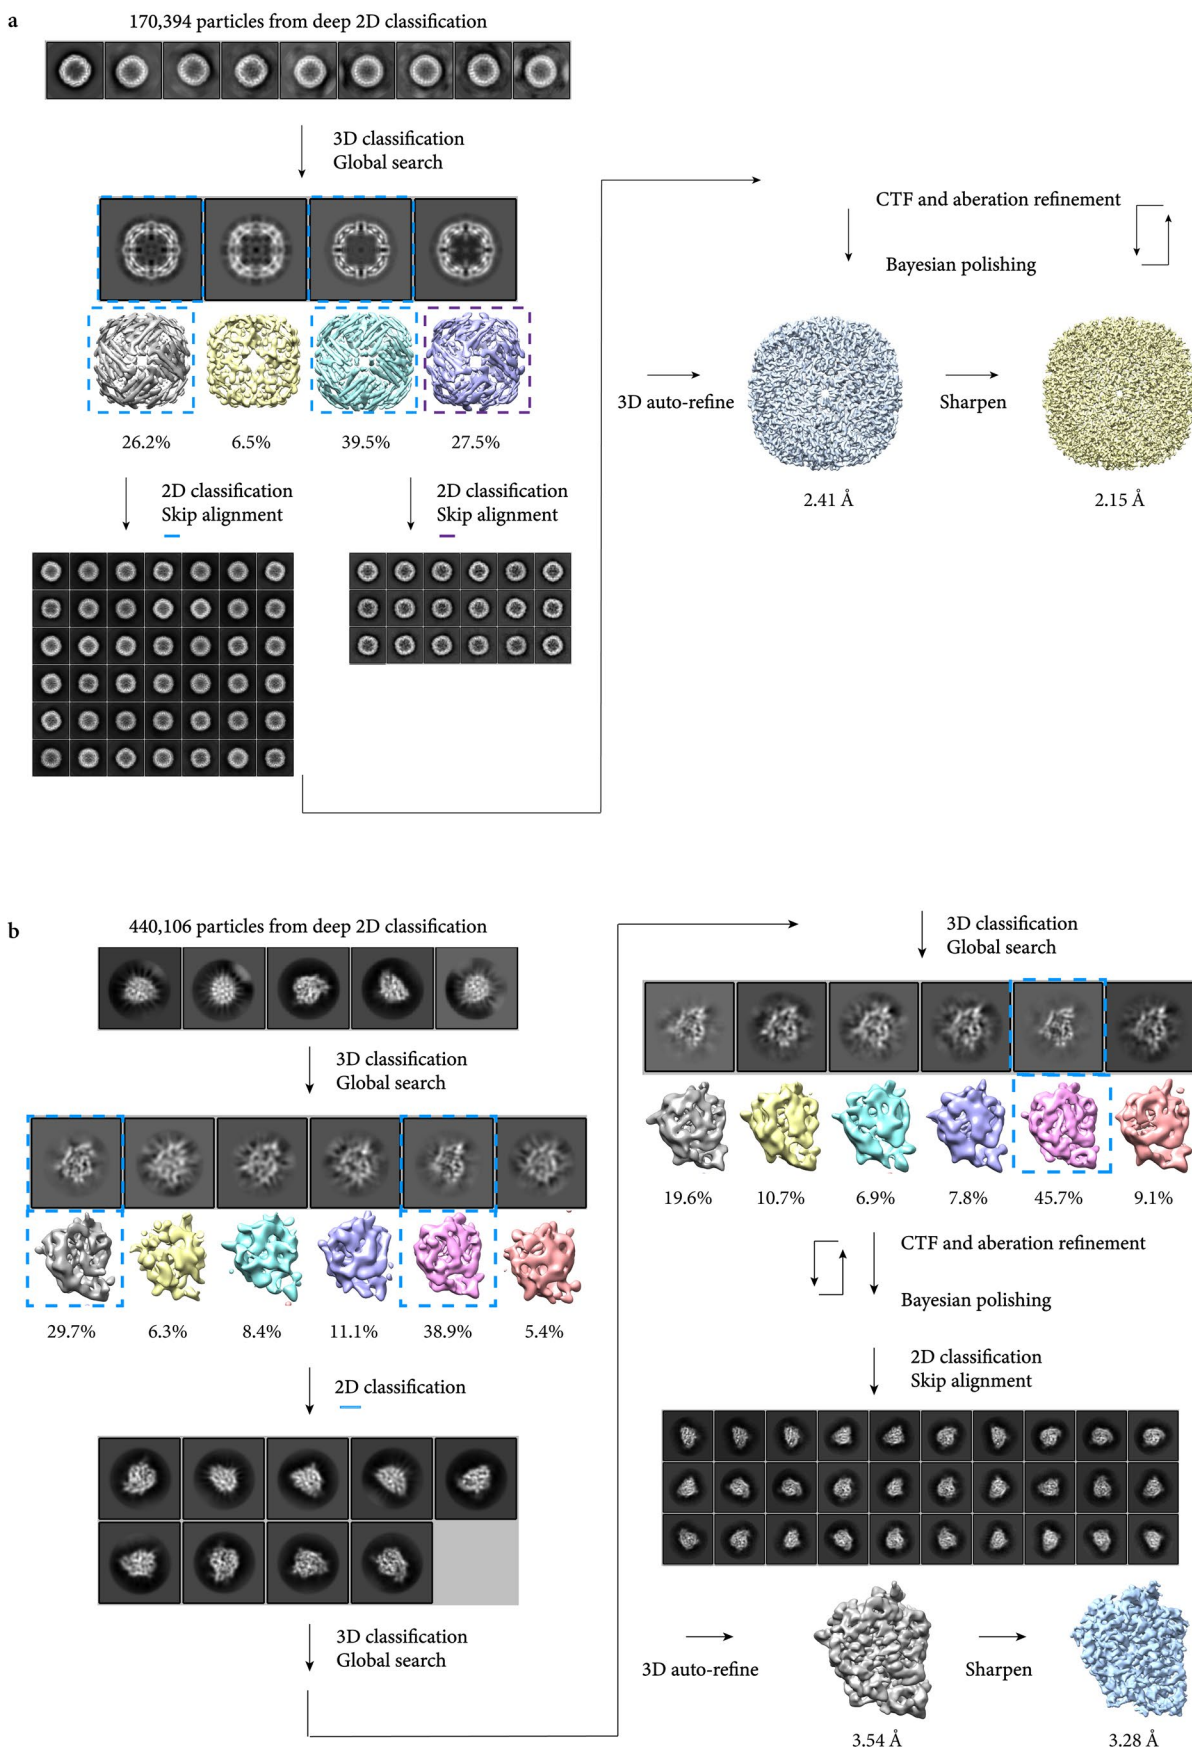 a
170,394 particles from deep 2D classification
3D classification
Global search
26.2%
6.5%
39.5%
27.5%
2D classification
Skip alignment
2D classification
Skip alignment
CTF and aberation refinement
Bayesian polishing
3D auto-refine
Sharpen
2.41 Å
2.15 Å
b
440,106 particles from deep 2D classification
3D classification
Global search
29.7%
6.3%
8.4%
11.1%
38.9%
5.4%
2D classification
3D classification
Global search
3D classification
Global search
19.6%
10.7%
6.9%
7.8%
45.7%
9.1%
CTF and aberation refinement
Bayesian polishing
2D classification
Skip alignment
3D auto-refine
Sharpen
3.54 Å
3.28 Å